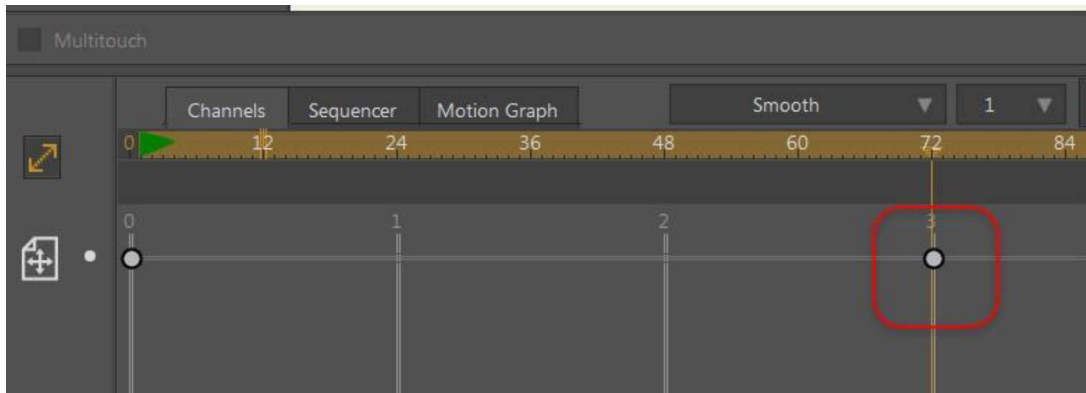 Multitouch
Channels Sequencer Motion Graph Smooth 1
0 12 24 36 48 60 72 84
0 1 2 3